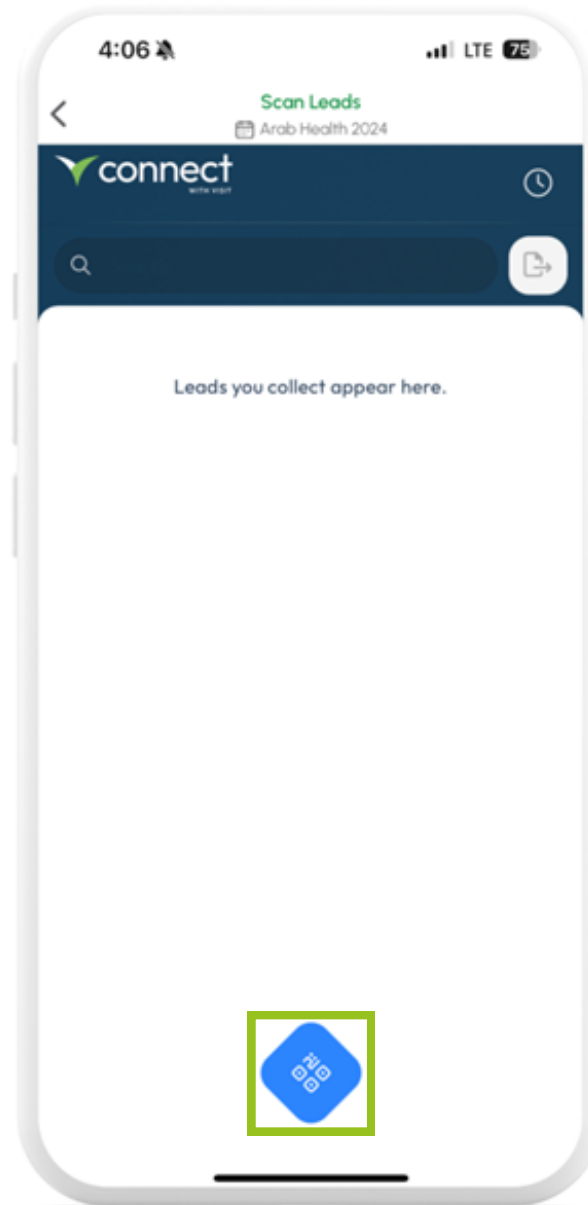 4:06
LTE 75
Scan Leads
Arab Health 2024
connect
WITH VISIT
Leads you collect appear here.